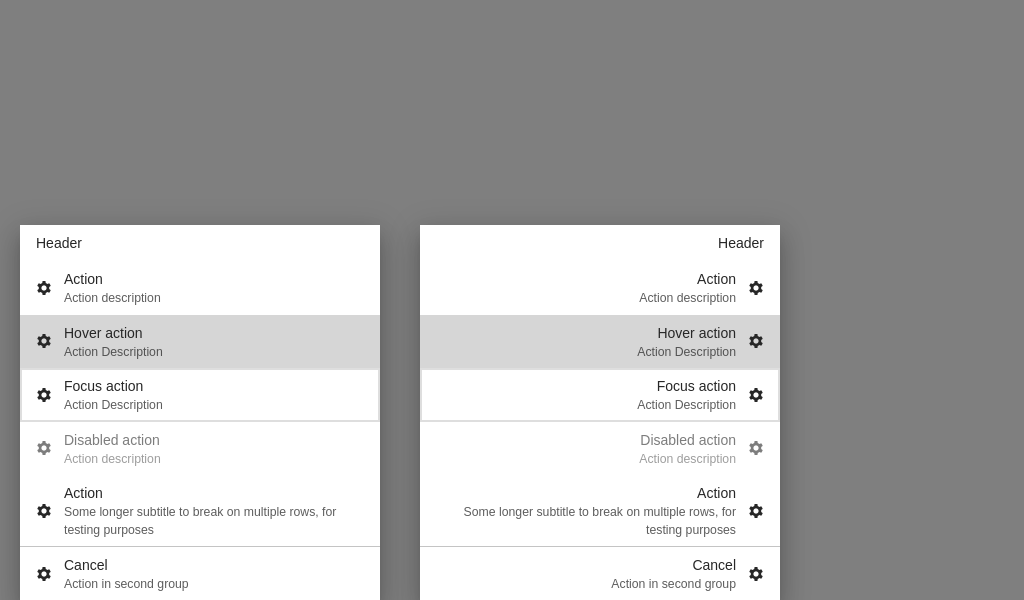 Header
Action
Action description
Hover action
Action Description
Focus action
Action Description
Disabled action
Action description
Action
Some longer subtitle to break on multiple rows, for
testing purposes
Cancel
Action in second group
Header
Action
Action description
Hover action
Action Description
Focus action
Action Description
Disabled action
Action description
Action
Some longer subtitle to break on multiple rows, for
testing purposes
Cancel
Action in second group